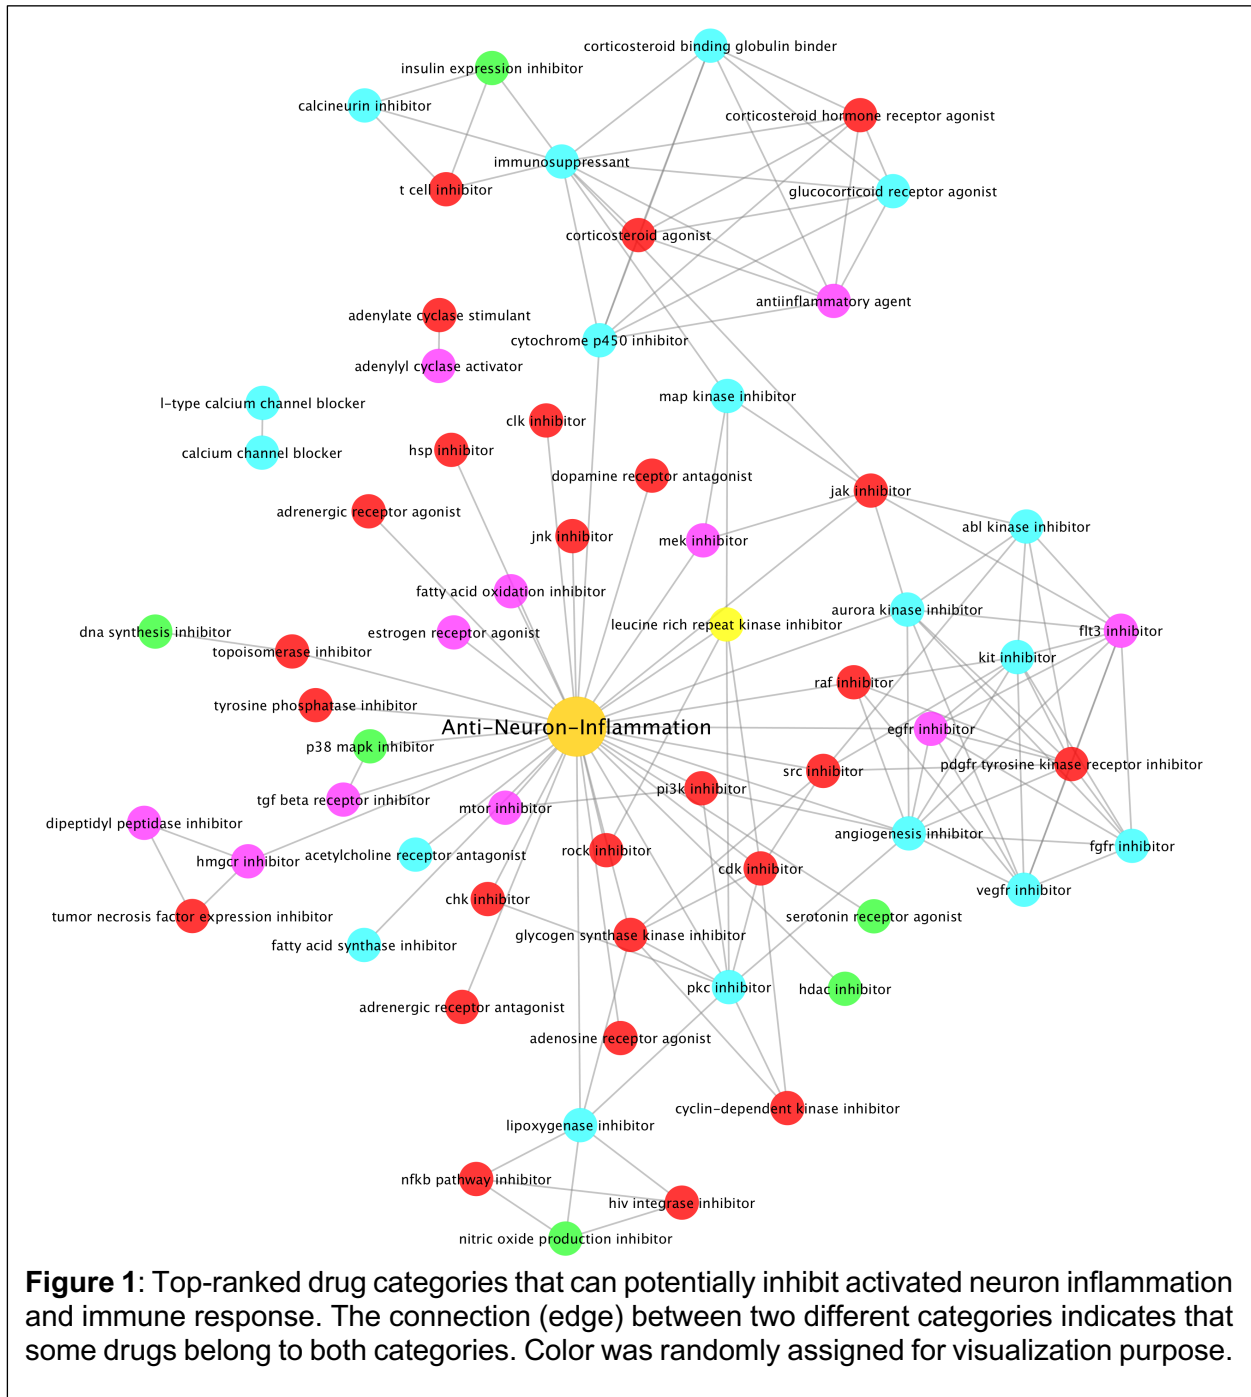 corticosteroid binding globulin binder
insulin expression inhibitor
calcineurin inhibitor
corticosteroid hormone receptor agonist
immunosuppressant
t cell inhibitor
glucocorticoid receptor agonist
corticosteroid agonist
antiinflammatory agent
adenylate cyclase stimulant
cytochrome p450 inhibitor
adenylyl cyclase activator
l-type calcium channel blocker
map kinase inhibitor
clk inhibitor
calcium channel blocker
hsp inhibitor
dopamine receptor antagonist
jak inhibitor
adrenergic receptor agonist
abl kinase inhibitor
jnk inhibitor
mek inhibitor
fatty acid oxidation inhibitor
aurora kinase inhibitor
leucine rich repeat kinase inhibitor
dna synthesis inhibitor
estrogen receptor agonist
flt3 inhibitor
topoisomerase inhibitor
kit inhibitor
raf inhibitor
tyrosine phosphatase inhibitor
Anti-Neuron-Inflammation
egfr inhibitor
p38 mapk inhibitor
pdgfr tyrosine kinase receptor inhibitor
src inhibitor
pi3k inhibitor
tgf beta receptor inhibitor
mtor inhibitor
dipeptidyl peptidase inhibitor
angiogenesis inhibitor
fgfr inhibitor
acetylcholine receptor antagonist
rock inhibitor
hmgcr inhibitor
cdk inhibitor
vegfr inhibitor
chk inhibitor
tumor necrosis factor expression inhibitor
serotonin receptor agonist
glycogen synthase kinase inhibitor
fatty acid synthase inhibitor
pkc inhibitor
hdac inhibitor
adrenergic receptor antagonist
adenosine receptor agonist
cyclin-dependent kinase inhibitor
lipoxygenase inhibitor
nfkb pathway inhibitor
hiv integrase inhibitor
nitric oxide production inhibitor
Figure 1: Top-ranked drug categories that can potentially inhibit activated neuron inflammation
and immune response. The connection (edge) between two different categories indicates that
some drugs belong to both categories. Color was randomly assigned for visualization purpose.